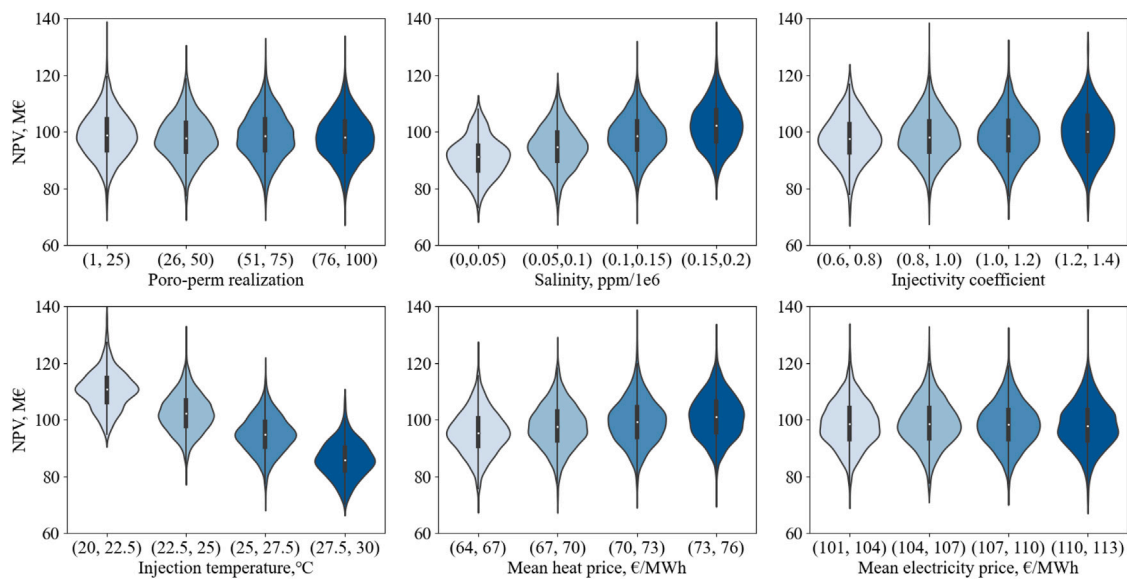 NPV, M€
140
120
100
80
60
(1, 25) (26, 50) (51, 75) (76, 100)
Poro-perm realization
140
120
100
80
60
(0,0.05) (0.05,0.1) (0.1,0.15) (0.15,0.2)
Salinity, ppm/1e6
140
120
100
80
60
(0.6, 0.8) (0.8, 1.0) (1.0, 1.2) (1.2, 1.4)
Injectivity coefficient
NPV, M€
140
120
100
80
60
(20, 22.5) (22.5, 25) (25, 27.5) (27.5, 30)
Injection temperature,°C
140
120
100
80
60
(64, 67) (67, 70) (70, 73) (73, 76)
Mean heat price, €/MWh
140
120
100
80
60
(101, 104) (104, 107) (107, 110) (110, 113)
Mean electricity price, €/MWh